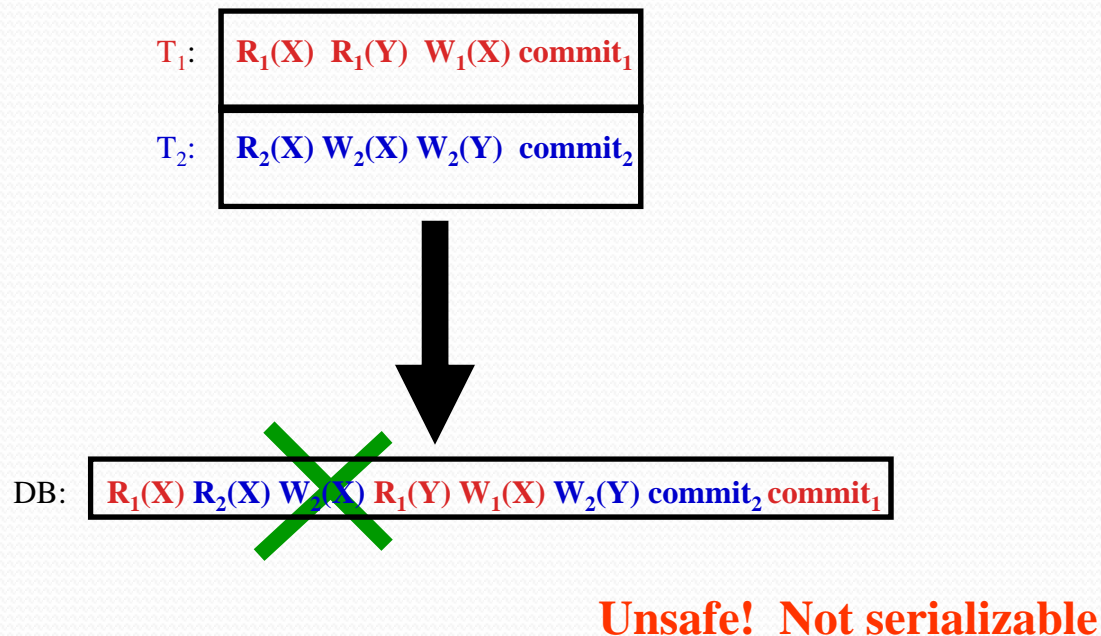 T₁: R₁(X) R₁(Y) W₁(X) commit₁
T₂: R₂(X) W₂(X) W₂(Y) commit₂
DB: R₁(X) R₂(X) W₂(X) R₁(Y) W₁(X) W₂(Y) commit₂ commit₁
Unsafe! Not serializable